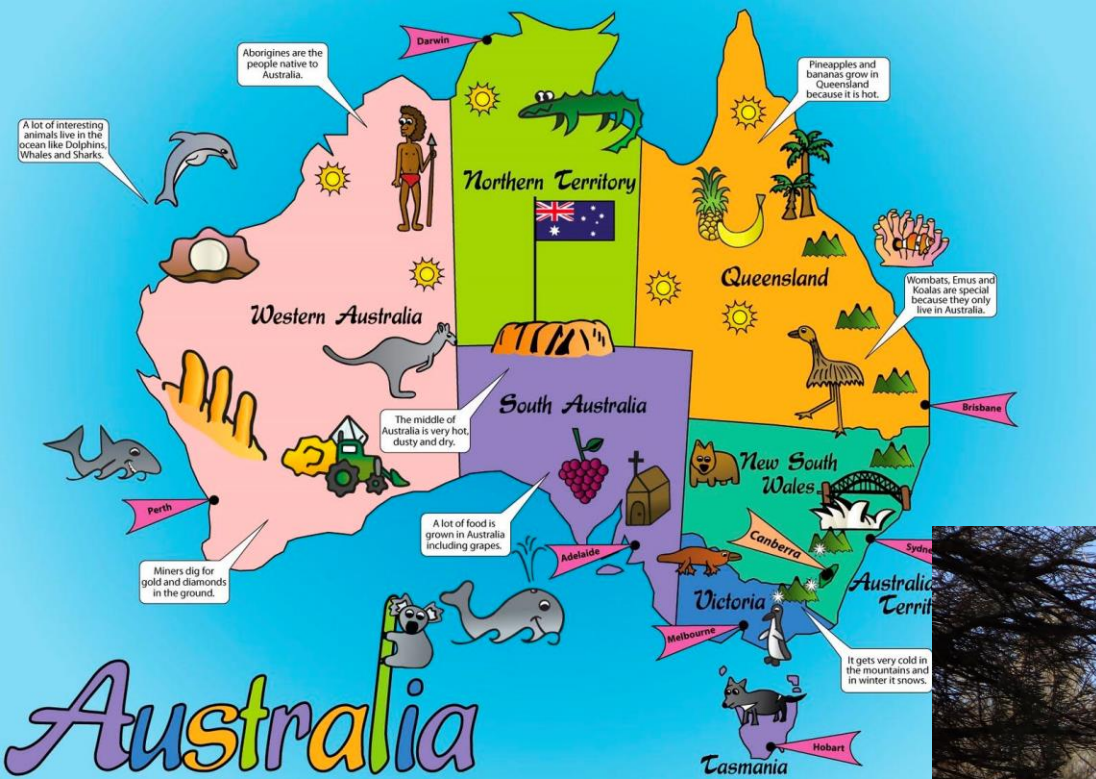 Darwin
Aborigines are the
people native to
Australia.
Pineapples and
bananas grow in
Queensland
because it is hot.
A lot of interesting
animals live in the
ocean like Dolphins,
Whales and Sharks.
Northern Territory
Queensland
Wombats, Emus and
Koalas are special
because they only
live in Australia.
Western Australia
South Australia
The middle of
Australia is very hot,
dusty and dry.
Brisbane
New South
Wales
Perth
A lot of food is
grown in Australia
including grapes.
Adelaide
Canberra
Sydne
Miners dig for
gold and diamonds
in the ground.
Australia
Territ
Victoria
Melbourne
It gets very cold in
the mountains and
in winter it snows.
Australia
Hobart
Tasmania